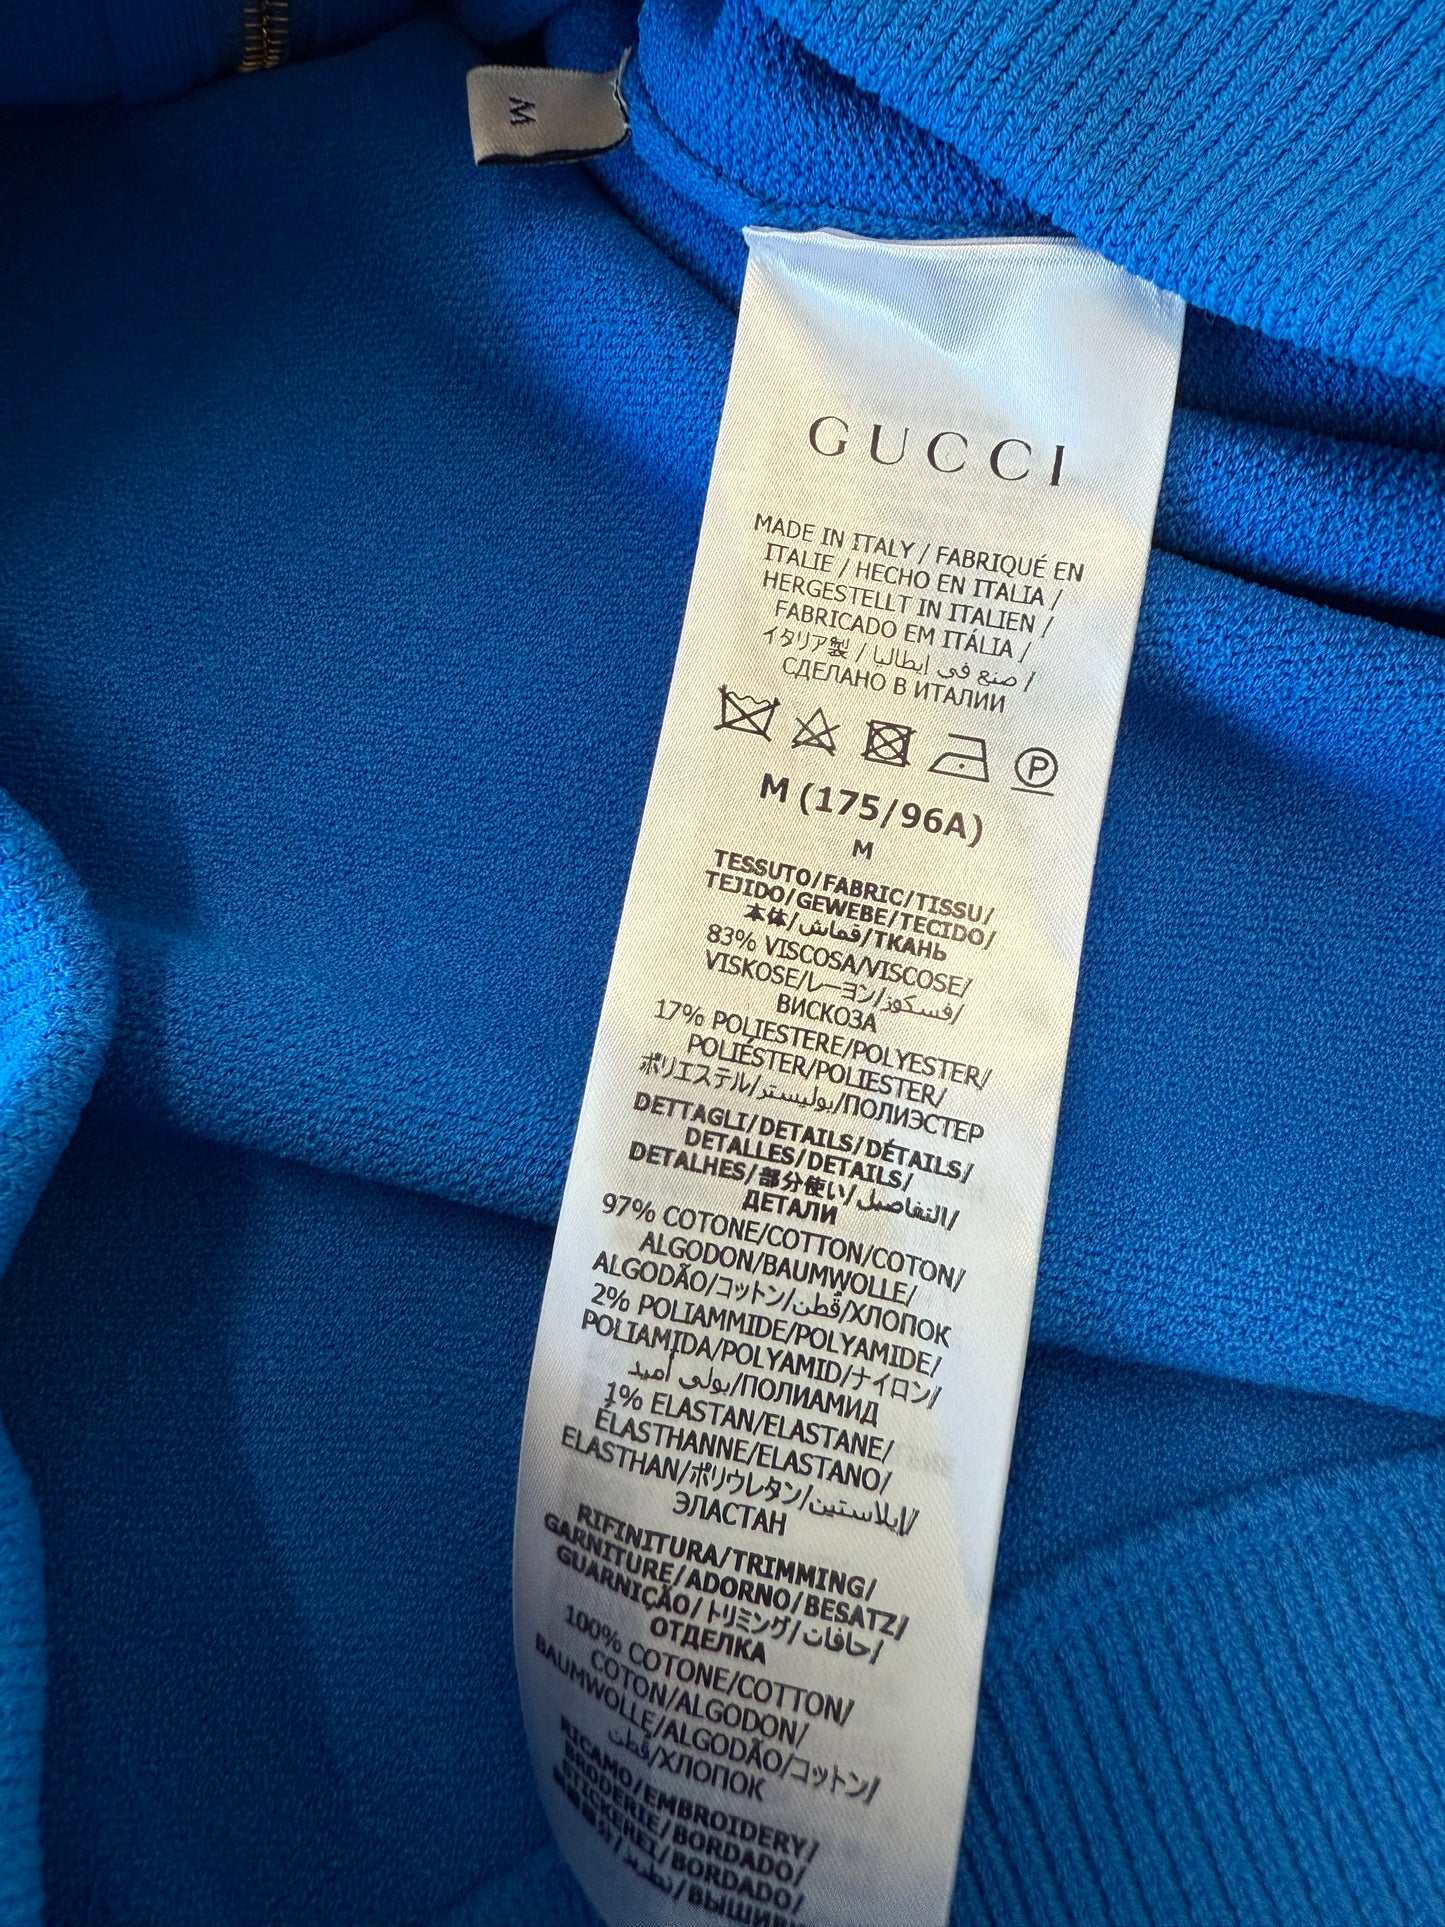 M
GUCCI
MADE IN ITALY / FABRIQUÉ EN
ITALIE / HECHO EN ITALIA /
HERGESTELLT IN ITALIEN /
FABRICADO EM ITÁLIA /
イタリア製 / صنع في إيطاليا /
СДЕЛАНО В ИТАЛИИ
P
M (175/96A)
M
TESSUTO/FABRIC/TISSU/
TEJIDO/GEWEBE/TECIDO/
本体/قماش/ТКАНЬ
83% VISCOSA/VISCOSE/
VISKOSE/レーヨン/فسكوز/
ВИСКОЗА
17% POLIESTERE/POLYESTER/
POLIÉSTER/POLIESTER/
ポリエステル/بوليستر/ПОЛИЭСТЕР
DETTAGLI/DETAILS/DÉTAILS/
DETALLES/DETAILS/
DETALHES/部分使い/التفاصيل/
ДЕТАЛИ
97% COTONE/COTTON/COTON/
ALGODON/BAUMWOLLE/
ALGODÃO/コットン/قطن/ХЛОПОК
2% POLIAMMIDE/POLYAMIDE/
POLIAMIDA/POLYAMID/ナイロン/
بولي أميد/ПОЛИАМИД
1% ELASTAN/ELASTANE/
ÉLASTHANNE/ELASTANO/
ELASTHAN/ポリウレタン/إيلاستين/
ЭЛАСТАН
RIFINITURA/TRIMMING/
GARNITURE/ADORNO/BESATZ/
GUARNIÇÃO/トリミング/حافات/
ОТДЕЛКА
100% COTONE/COTTON/
COTON/ALGODON/
BAUMWOLLE/ALGODÃO/コットン/
قطن/ХЛОПОК
RICAMO/EMBROIDERY/
BRODERIE/BORDADO/
STICKEREI/BORDADO/